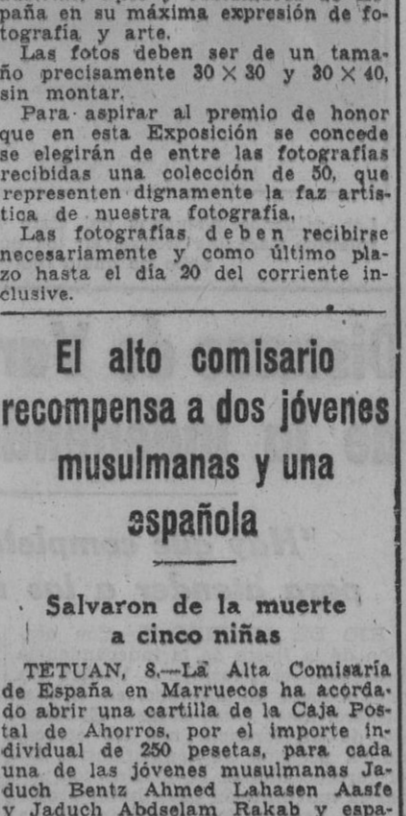 paña en su máxima expresión de fo-
tografía y arte.
Las fotos deben ser de un tama-
ño precisamente 30 × 30 y 30 × 40,
sin montar.
Para aspirar al premio de honor
que en esta Exposición se concede
se elegirán de entre las fotografías
recibidas una colección de 50, que
representen dignamente la faz artís-
tica de nuestra fotografía.
Las fotografías deben recibirse
necesariamente y como último pla-
zo hasta el día 20 del corriente in-
clusive.
El alto comisario
recompensa a dos jóvenes
musulmanas y una
española
Salvaron de la muerte
a cinco niñas
TETUAN, 8.—La Alta Comisaría
de España en Marruecos ha acorda-
do abrir una cartilla de la Caja Pos-
tal de Ahorros, por el importe in-
dividual de 250 pesetas, para cada
una de las jóvenes musulmanas Ja-
duch Bentz Ahmed Lahasen Aasfe
y Jaduch Abdselam Rakab y espa-